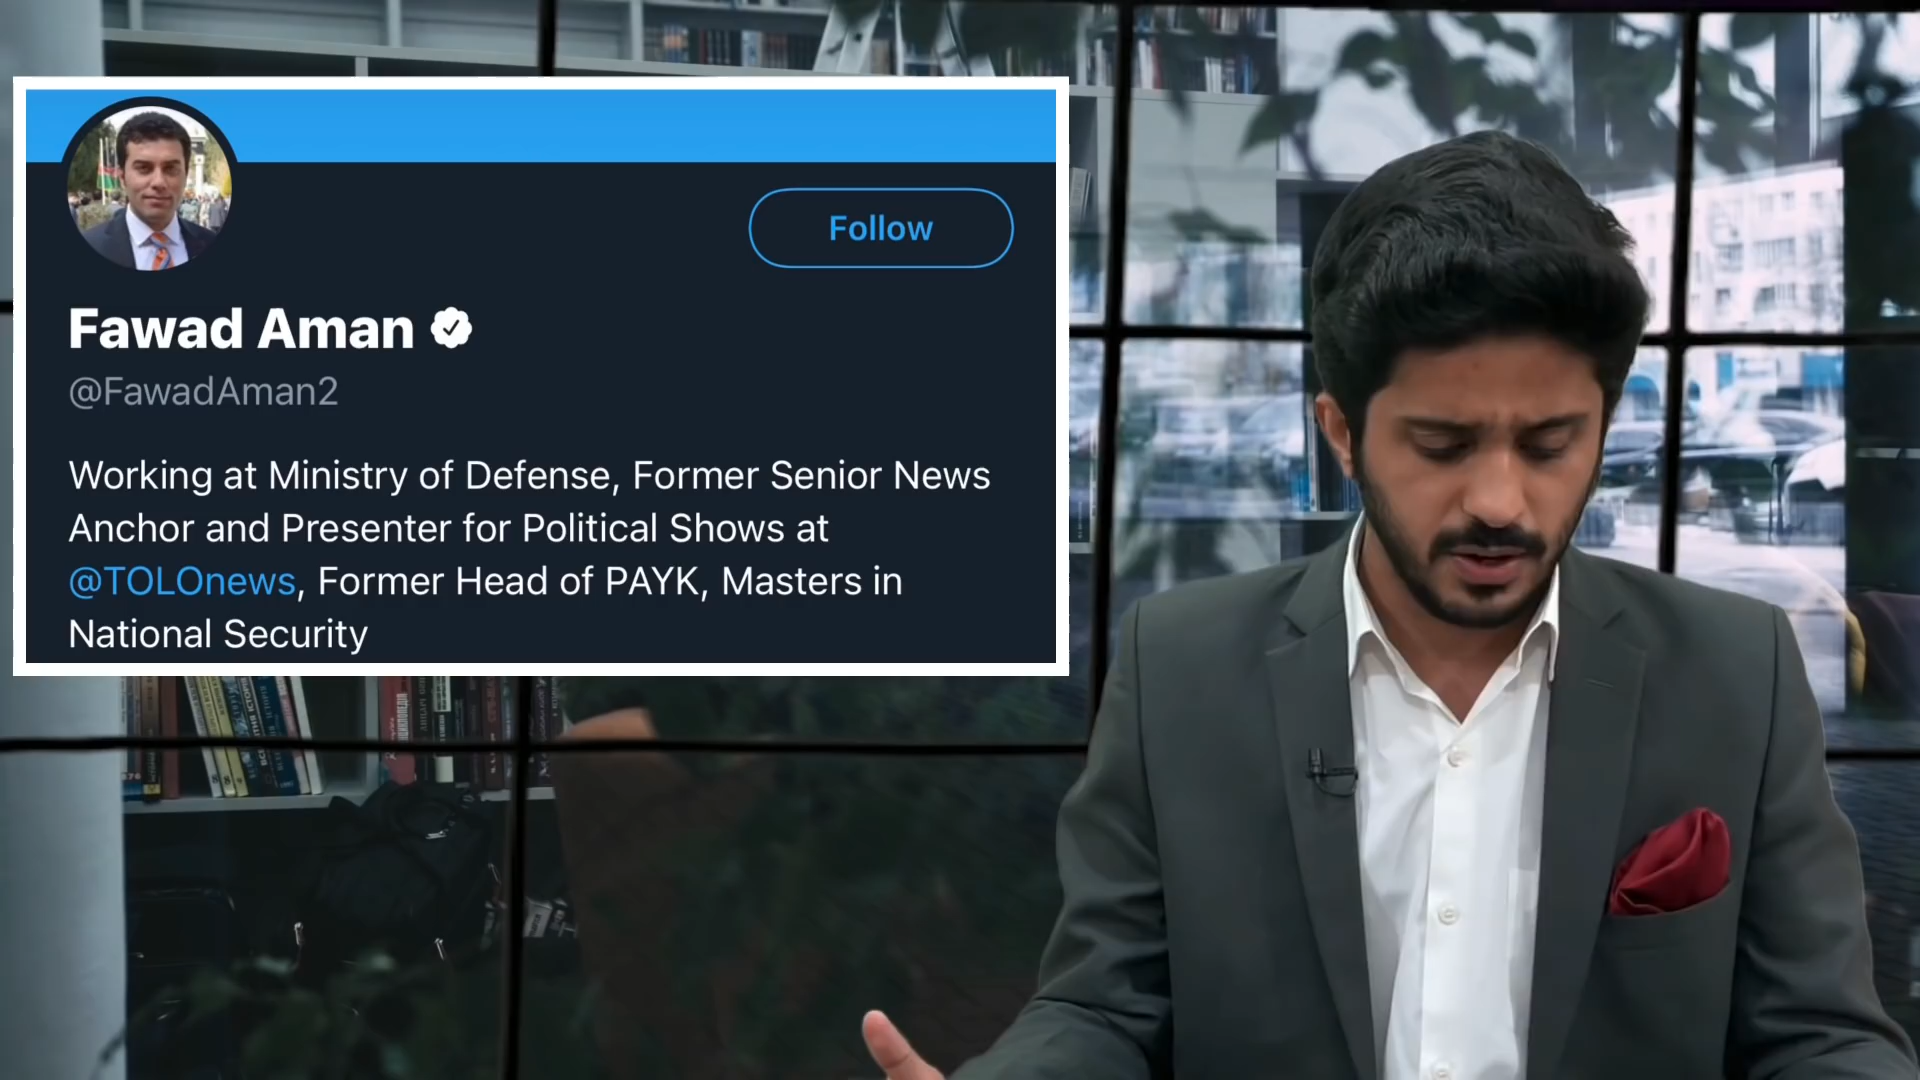 Follow
Fawad Aman
@FawadAman2
Working at Ministry of Defense, Former Senior News
Anchor and Presenter for Political Shows at
@TOLOnews, Former Head of PAYK, Masters in
National Security